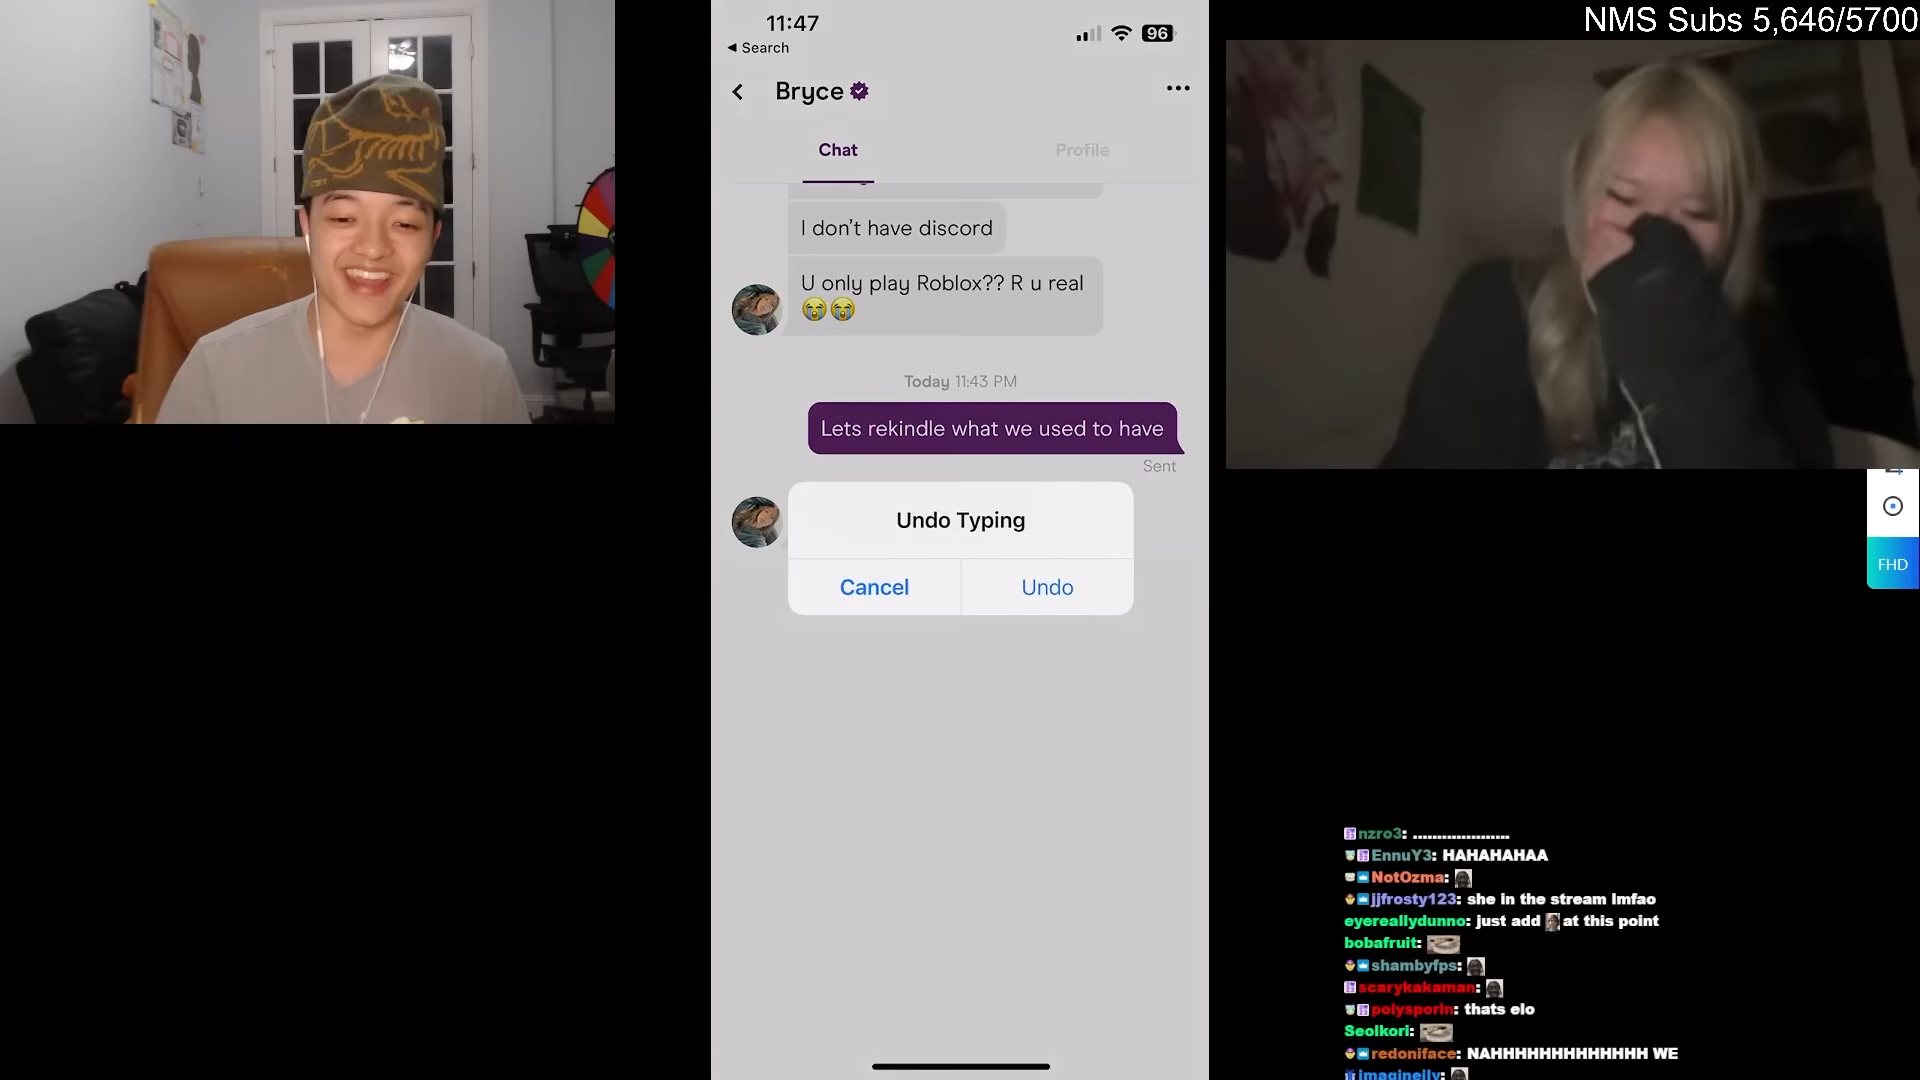 NMS Subs 5,646/5700
11:47
Search
96
Bryce
Chat
Profile
I don’t have discord
U only play Roblox?? R u real
😭😭
Today 11:43 PM
Lets rekindle what we used to have
Sent
Undo Typing
Cancel
Undo
FHD
nzro3: ....................
EnnuY3: HAHAHAHAA
NotOzma:
jjfrosty123: she in the stream lmfao
eyereallydunno: just add at this point
bobafruit:
shambyfps:
scarykakaman:
polysporin: thats elo
Seolkori:
redoniface: NAHHHHHHHHHHHHH WE
imagineily: